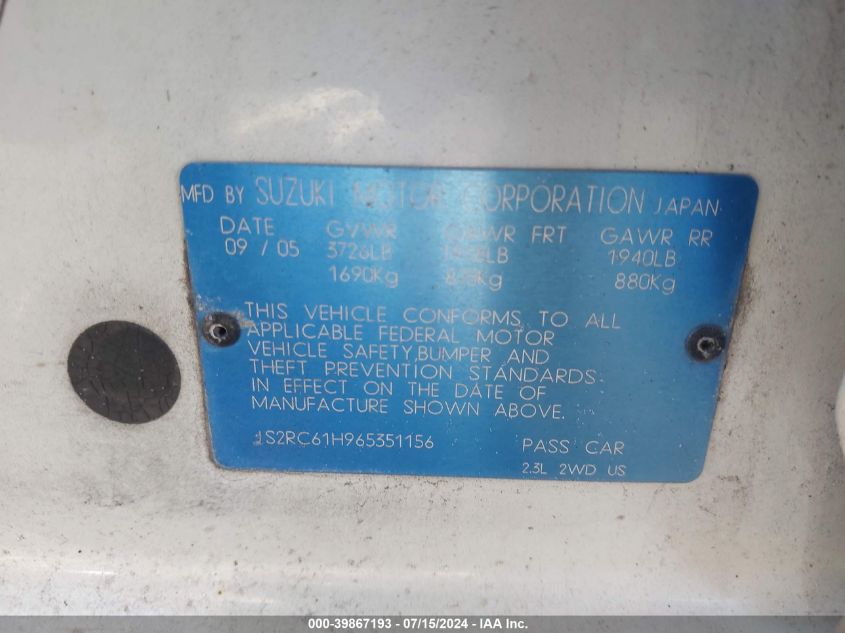 MFD BY SUZUKI MOTOR CORPORATION JAPAN
DATE GVWR GAWR FRT GAWR RR
09 / 05 3726LB 1940LB
1690Kg 880Kg
THIS VEHICLE CONFORMS TO ALL
APPLICABLE FEDERAL MOTOR
VEHICLE SAFETY,BUMPER AND
THEFT PREVENTION STANDARDS
IN EFFECT ON THE DATE OF
MANUFACTURE SHOWN ABOVE.
JS2RC61H965351156 PASS CAR
2.3L 2WD US
000-39867193 - 07/15/2024 - IAA Inc.